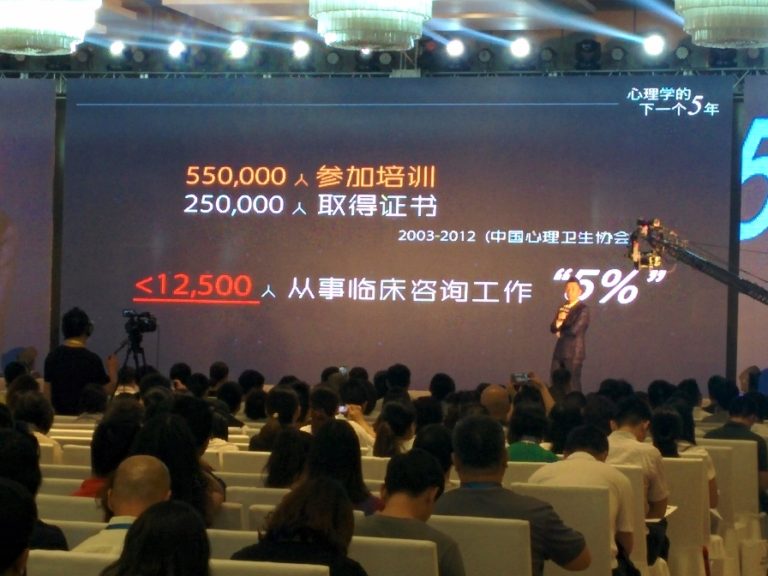 心理学的
下一个5年
550,000 人 参加培训
250,000 人 取得证书
2003-2012 (中国心理卫生协会
<12,500 人 从事临床咨询工作 “5%”
5